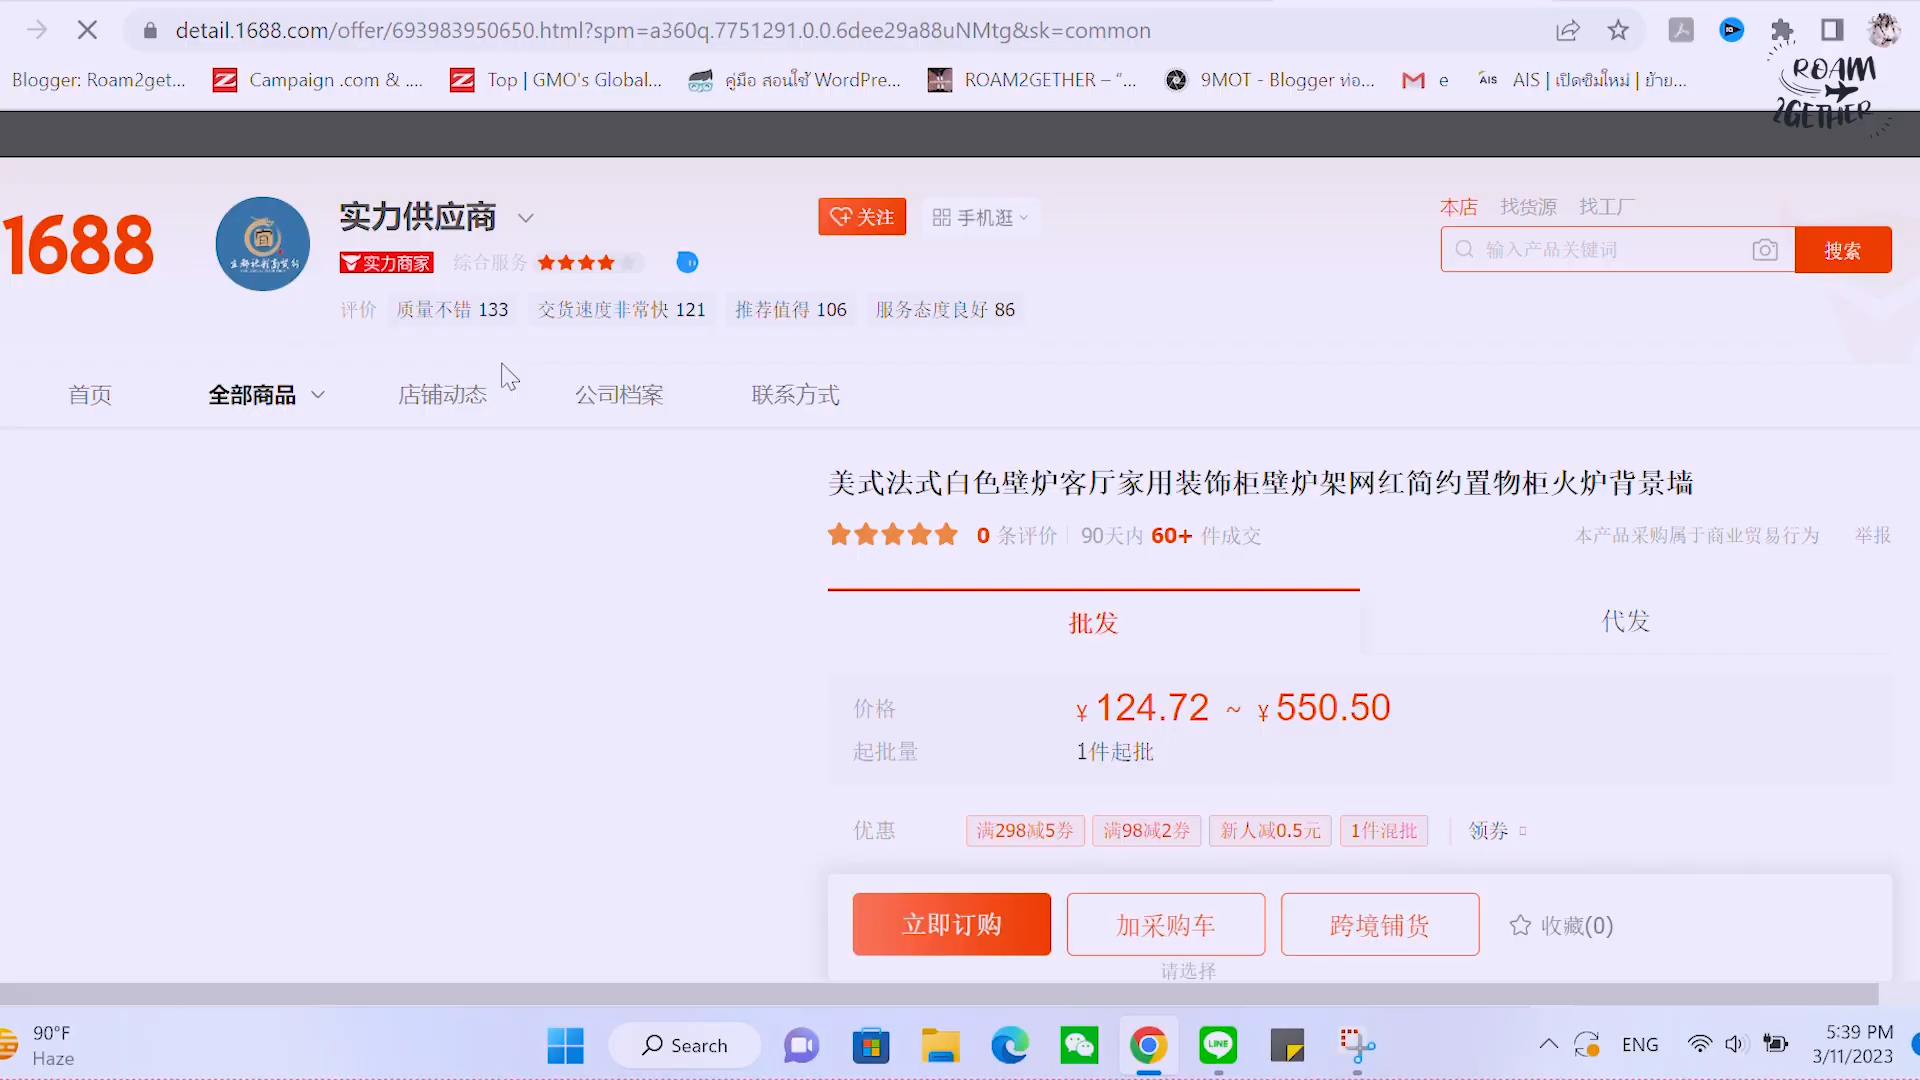 detail.1688.com/offer/693983950650.html?spm=a360q.7751291.0.0.6dee29a88uNMtg&sk=common
Blogger: Roam2get...
Campaign .com & ....
Top | GMO's Global...
คู่มือ สอนใช้ WordPre...
ROAM2GETHER – “...
9MOT - Blogger ท่อ...
e
AIS
AIS | เปิดซิมใหม่ | ย้าย...
ROAM
2GETHER
1688
实力供应商
关注
手机逛
本店 找货源 找工厂
实力商家
综合服务
输入产品关键词
搜索
评价 质量不错 133 交货速度非常快 121 推荐值得 106 服务态度良好 86
首页 全部商品 店铺动态 公司档案 联系方式
美式法式白色壁炉客厅家用装饰柜壁炉架网红简约置物柜火炉背景墙
0 条评价 90天内 60+ 件成交 本产品采购属于商业贸易行为 举报
批发 代发
价格 ¥ 124.72 ~ ¥ 550.50
起批量 1件起批
优惠 满298减5券 满98减2券 新人减0.5元 1件混批 领券
立即订购 加采购车 跨境铺货 收藏(0)
请选择
90°F
Haze
Search
LINE
ENG
5:39 PM
3/11/2023